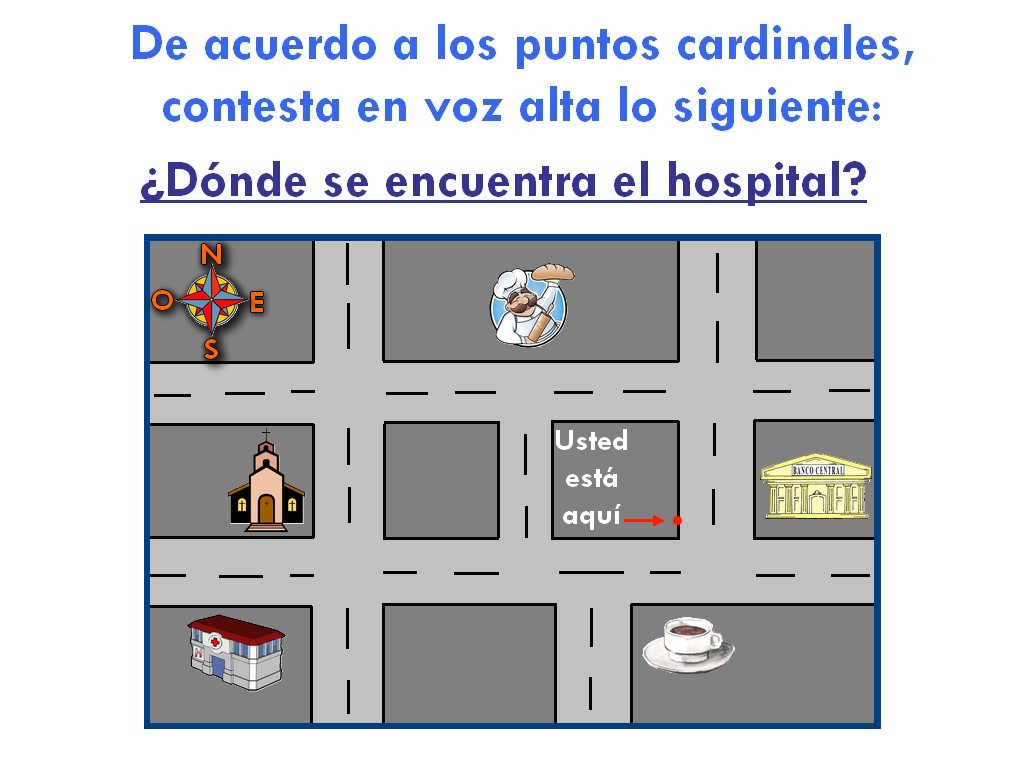 De acuerdo a los puntos cardinales,
contesta en voz alta lo siguiente:
¿Dónde se encuentra el hospital?
N
O
E
S
Usted
está
aquí
BANCO CENTRAL
H